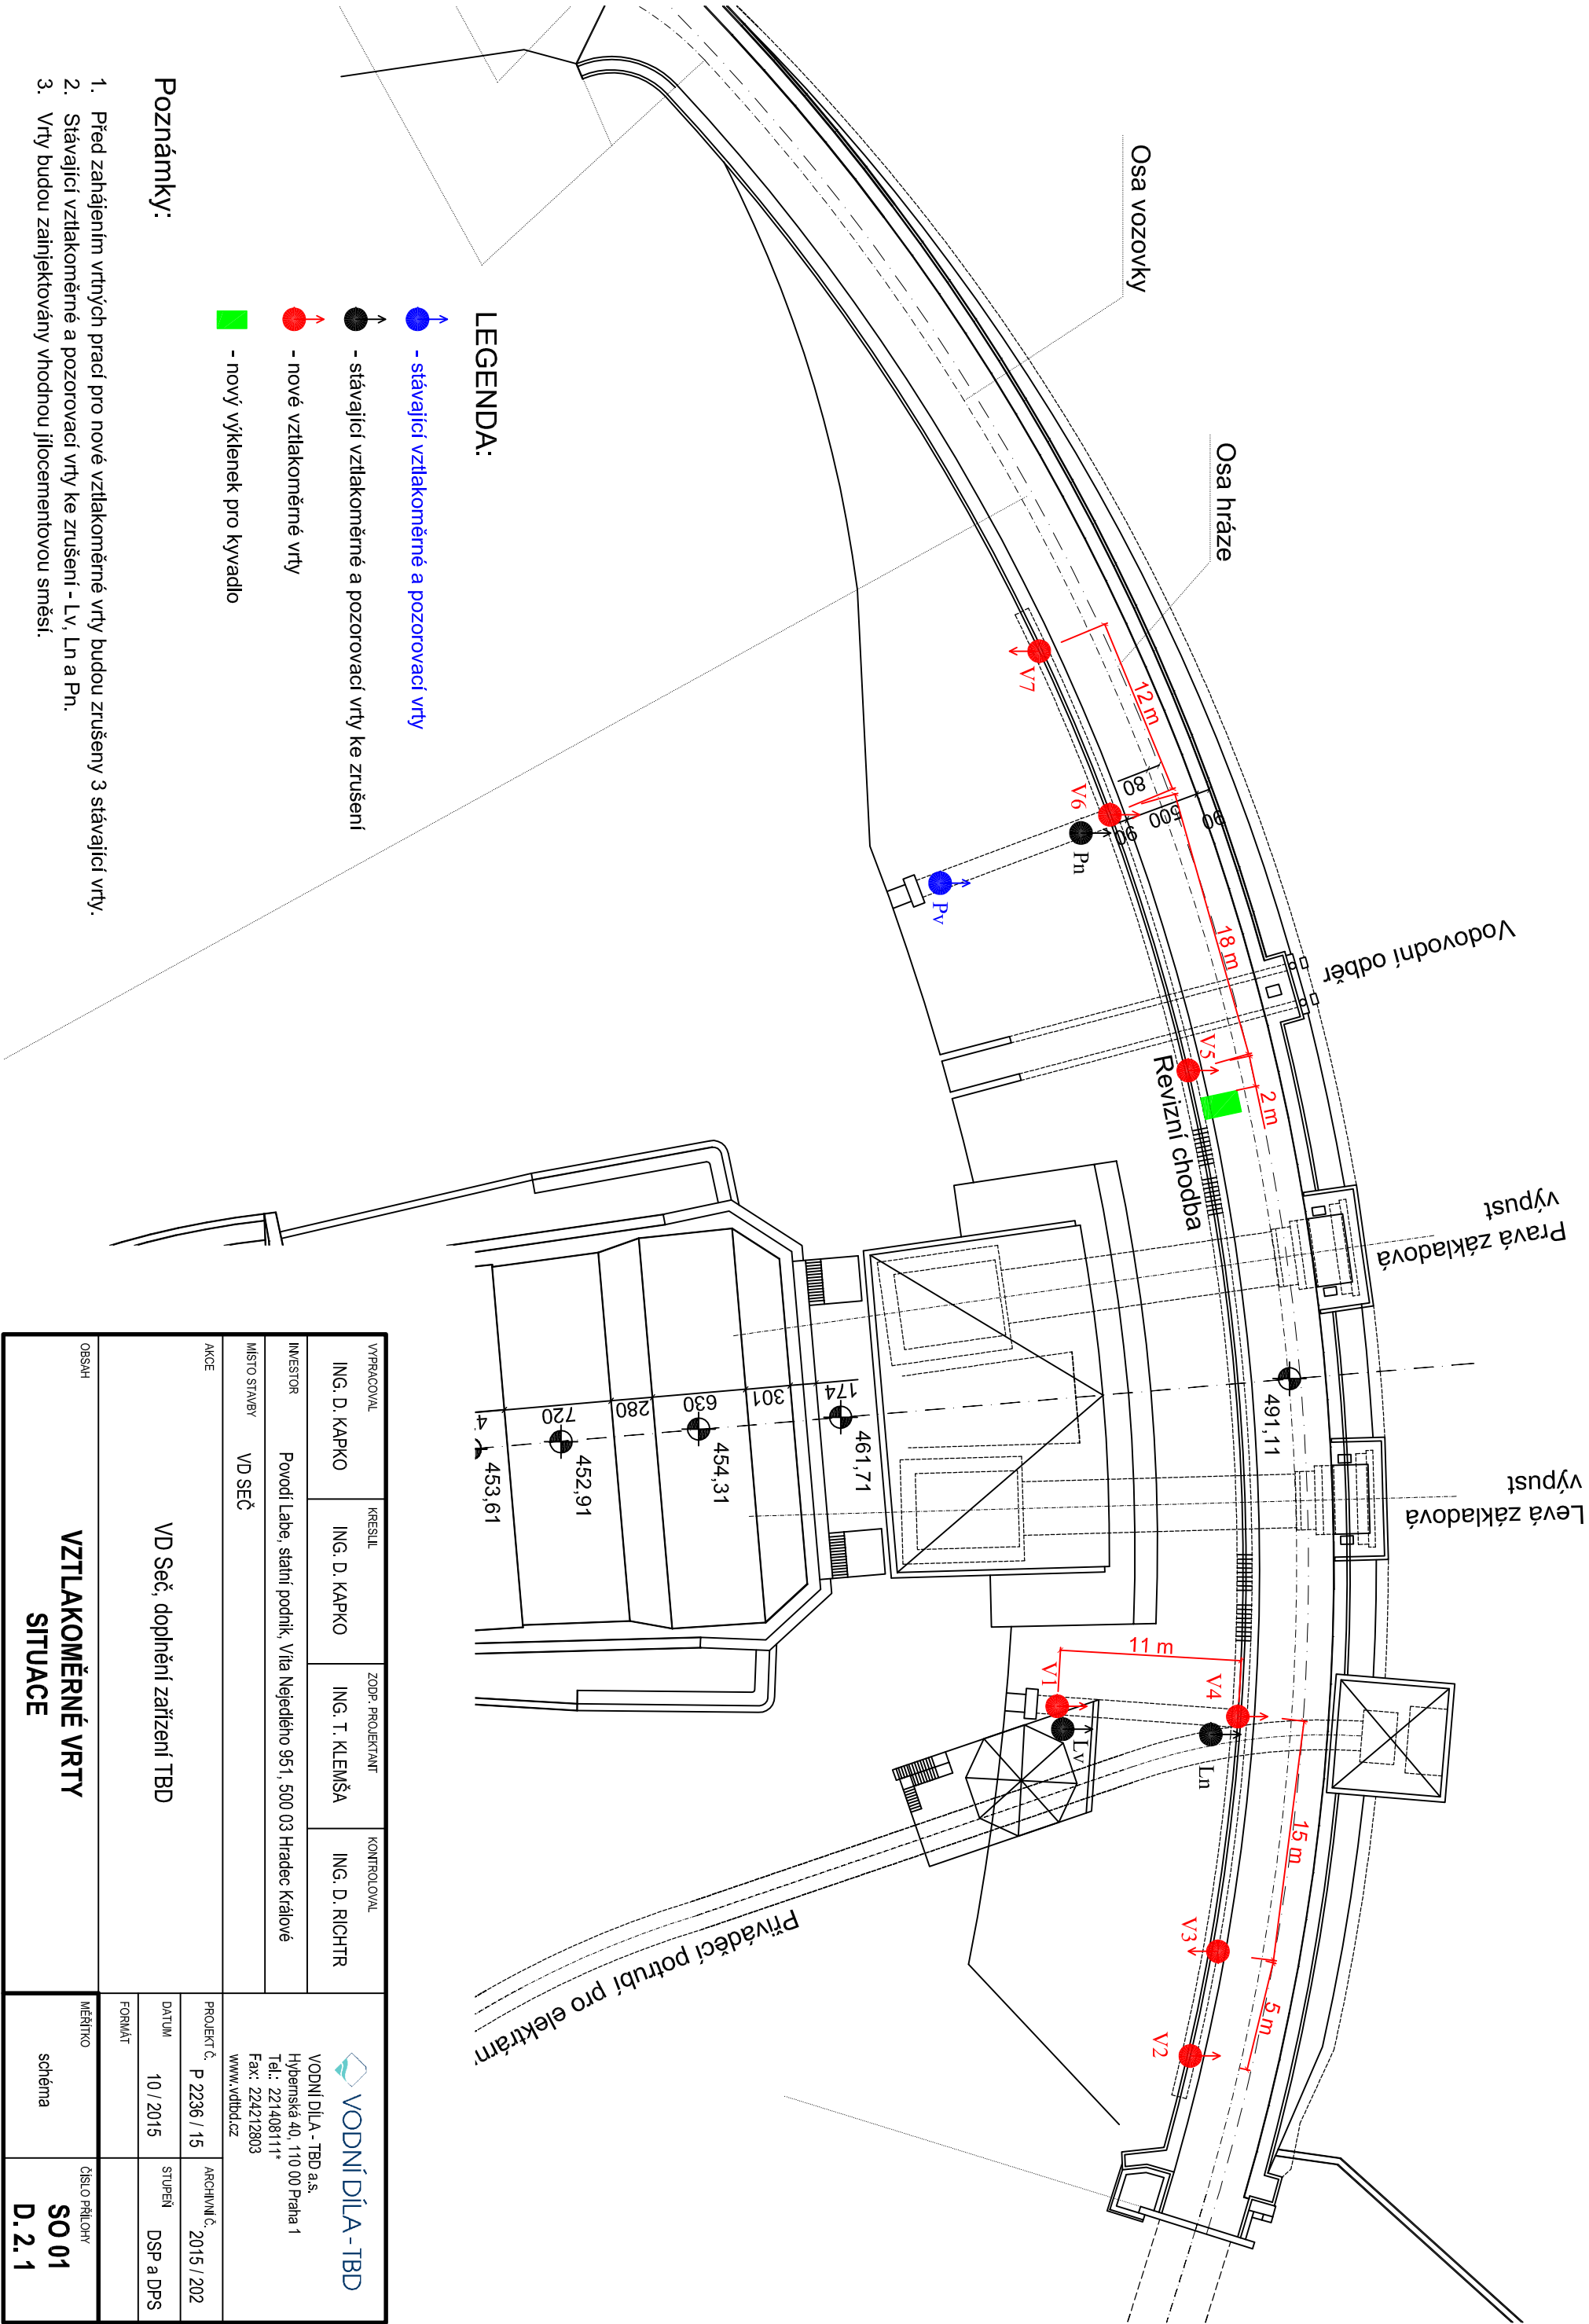 Osa vozovky
Osa hráze
Vodovodní odběr
Pravá základová
výpust
Levá základová
výpust
Revizní chodba
Přiváděcí potrubí pro elektrárn
V7
12 m
80
V6
90
500
90
Pn
Pv
18 m
V5
2 m
491,11
174
461,71
301
630
454,31
280
720
452,91
4
453,61
11 m
V1
V4
Lv
Ln
15 m
V3
5 m
V2
LEGENDA:
- stávající vztlakoměrné a pozorovací vrty
- stávající vztlakoměrné a pozorovací vrty ke zrušení
- nové vztlakoměrné vrty
- nový výklenek pro kyvadlo
Poznámky:
1. Před zahájením vrtných prací pro nové vztlakoměrné vrty budou zrušeny 3 stávající vrty.
2. Stávající vztlakoměrné a pozorovací vrty ke zrušení - Lv, Ln a Pn.
3. Vrty budou zainjektovány vhodnou jílocementovou směsí.
VYPRACOVAL
ING. D. KAPKO
KRESLIL
ING. D. KAPKO
ZODP. PROJEKTANT
ING. T. KLEMŠA
KONTROLOVAL
ING. D. RICHTR
INVESTOR
Povodí Labe, statní podnik, Víta Nejedlého 951, 500 03 Hradec Králové
MÍSTO STAVBY
VD SEČ
AKCE
VD Seč, doplnění zařízení TBD
OBSAH
VZTLAKOMĚRNÉ VRTY
SITUACE
VODNÍ DÍLA - TBD
VODNÍ DÍLA - TBD a.s.
Hybernská 40, 110 00 Praha 1
Tel.: 221408111*
Fax: 224212803
www.vdtbd.cz
PROJEKT Č.
P 2236 / 15
ARCHIVNÍ Č.
2015 / 202
DATUM
10 / 2015
STUPEŇ
DSP a DPS
FORMÁT
MĚŘÍTKO
schéma
ČÍSLO PŘÍLOHY
SO 01
D. 2. 1